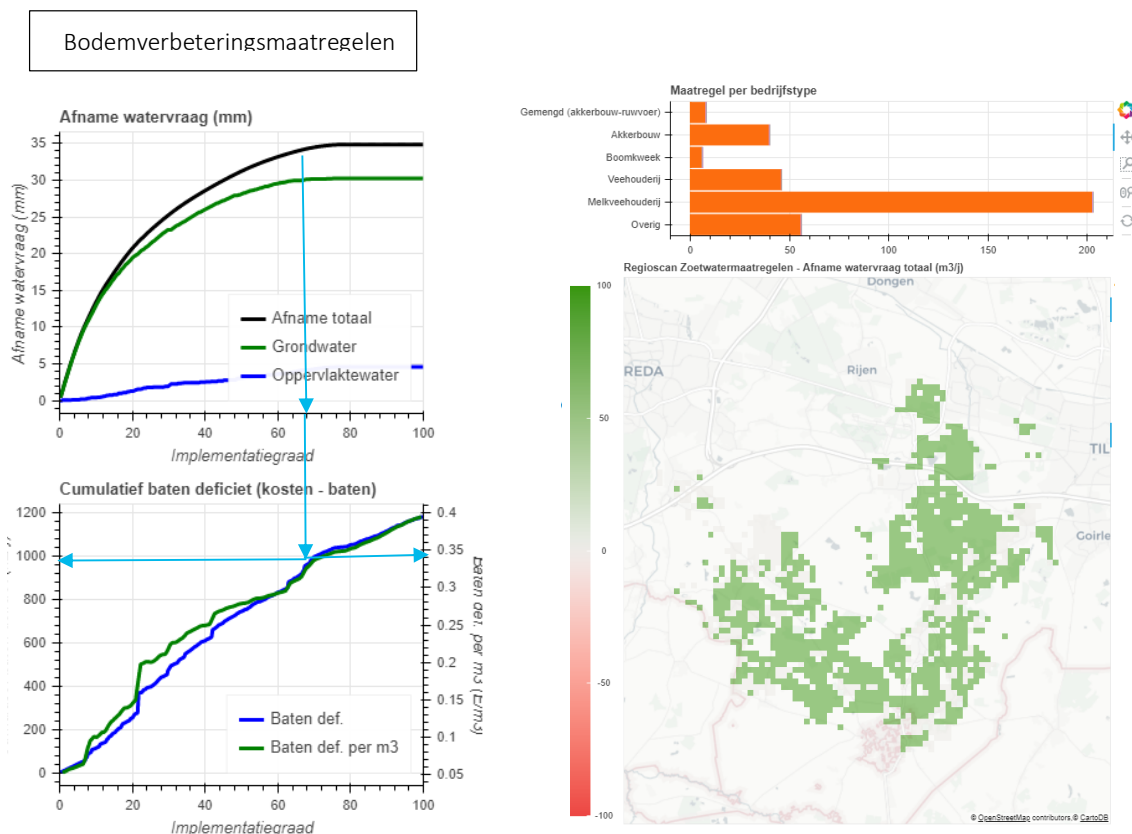 Bodemverbeteringsmaatregelen
Afname watervraag (mm)
Afname watervraag (mm)
35
30
25
20
15
10
5
0
Afname totaal
Grondwater
Oppervlaktewater
0 20 40 60 80 100
Implementatiegraad
Cumulatief baten deficiet (kosten - baten)
1200
1000
800
600
400
200
0
0.4
0.35
0.3
0.25
0.2
0.15
0.1
0.05
Baten def. per m3 (E/m3)
Baten def.
Baten def. per m3
0 20 40 60 80 100
Implementatiegraad
Maatregel per bedrijfstype
Gemengd (akkerbouw-ruwvoer)
Akkerbouw
Boomkweek
Veehouderij
Melkveehouderij
Overig
0 50 100 150 200
Regioscan Zoetwatermaatregelen - Afname watervraag totaal (m3/j)
100
50
0
-50
-100
Dongen
REDA
Rijen
TIL
Goirle
© OpenStreetMap contributors,© CartoDB